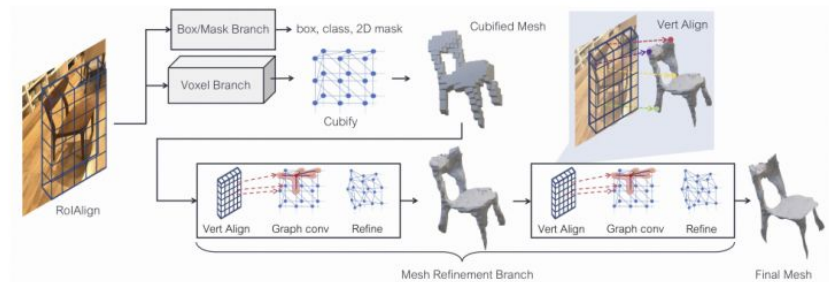 Box/Mask Branch
box, class, 2D mask
Cubified Mesh
Vert Align
Voxel Branch
Cubify
RoIAlign
Vert Align
Graph conv
Refine
Vert Align
Graph conv
Refine
Mesh Refinement Branch
Final Mesh